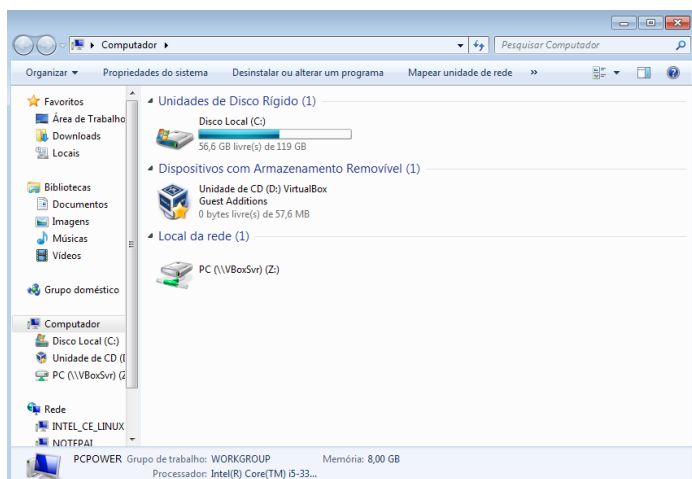 Computador
Pesquisar Computador
Organizar
Propriedades do sistema
Desinstalar ou alterar um programa
Mapear unidade de rede
»
Favoritos
Área de Trabalho
Downloads
Locais
Bibliotecas
Documentos
Imagens
Músicas
Vídeos
Grupo doméstico
Computador
Disco Local (C:)
Unidade de CD (
PC (\\VBoxSvr) (Z
Rede
INTEL_CE_LINUX
NOTEPAI
Unidades de Disco Rígido (1)
Disco Local (C:)
56,6 GB livre(s) de 119 GB
Dispositivos com Armazenamento Removível (1)
Unidade de CD (D:) VirtualBox
Guest Additions
0 bytes livre(s) de 57,6 MB
Local da rede (1)
PC (\\VBoxSvr) (Z:)
PCPOWER Grupo de trabalho: WORKGROUP Memória: 8,00 GB
Processador: Intel(R) Core(TM) i5-33...